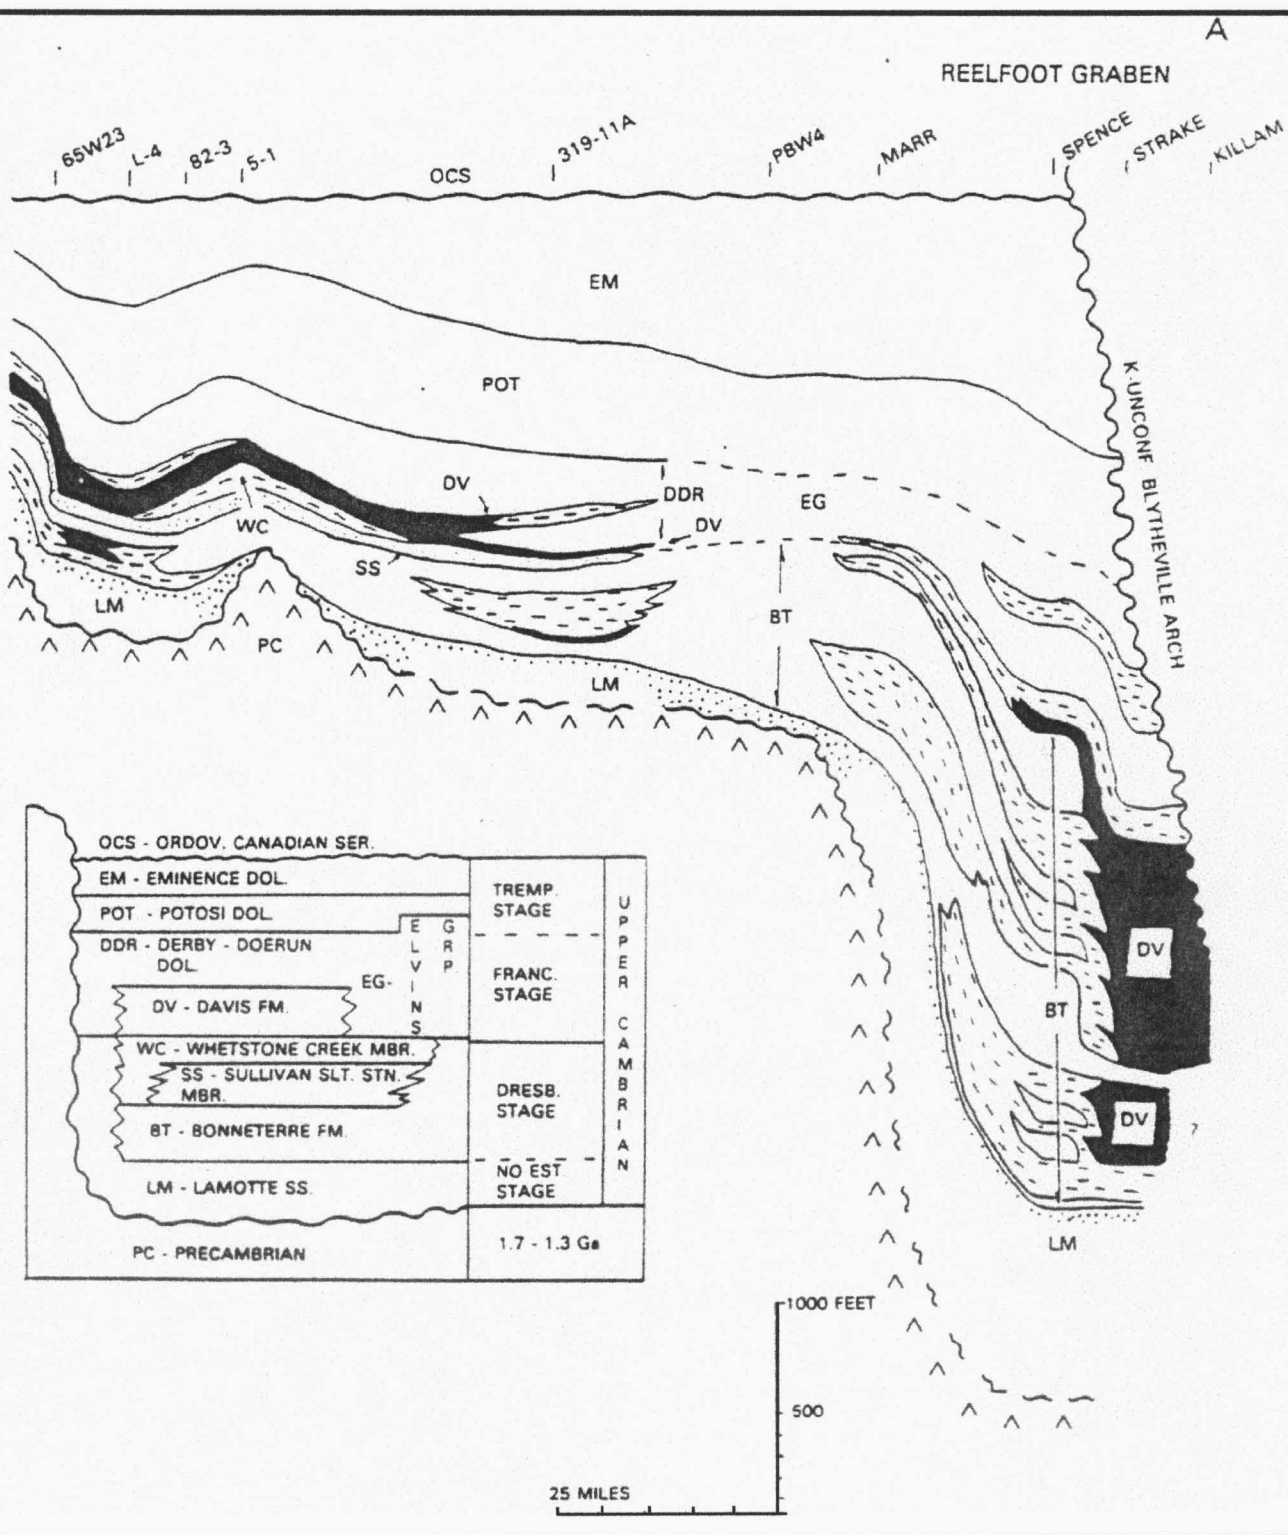 A
REELFOOT GRABEN
65W23
L-4
82-3
5-1
319-11A
PBW4
MARR
SPENCE
STRAKE
KILLAM
OCS
EM
POT
K-UNCONF BLYTHEVILLE ARCH
DV
DDR
EG
DV
WC
SS
BT
LM
PC
LM
DV
BT
DV
?
LM
OCS - ORDOV. CANADIAN SER.
EM - EMINENCE DOL.
POT - POTOSI DOL.
DDR - DERBY - DOERUN
DOL.
EG-
ELVINS
GRP
DV - DAVIS FM.
WC - WHETSTONE CREEK MBR.
SS - SULLIVAN SLT. STN.
MBR.
BT - BONNETERRE FM.
LM - LAMOTTE SS.
PC - PRECAMBRIAN
TREMP.
STAGE
FRANC.
STAGE
DRESB.
STAGE
NO EST
STAGE
1.7 - 1.3 Ga
UPPER CAMBRIAN
1000 FEET
500
25 MILES